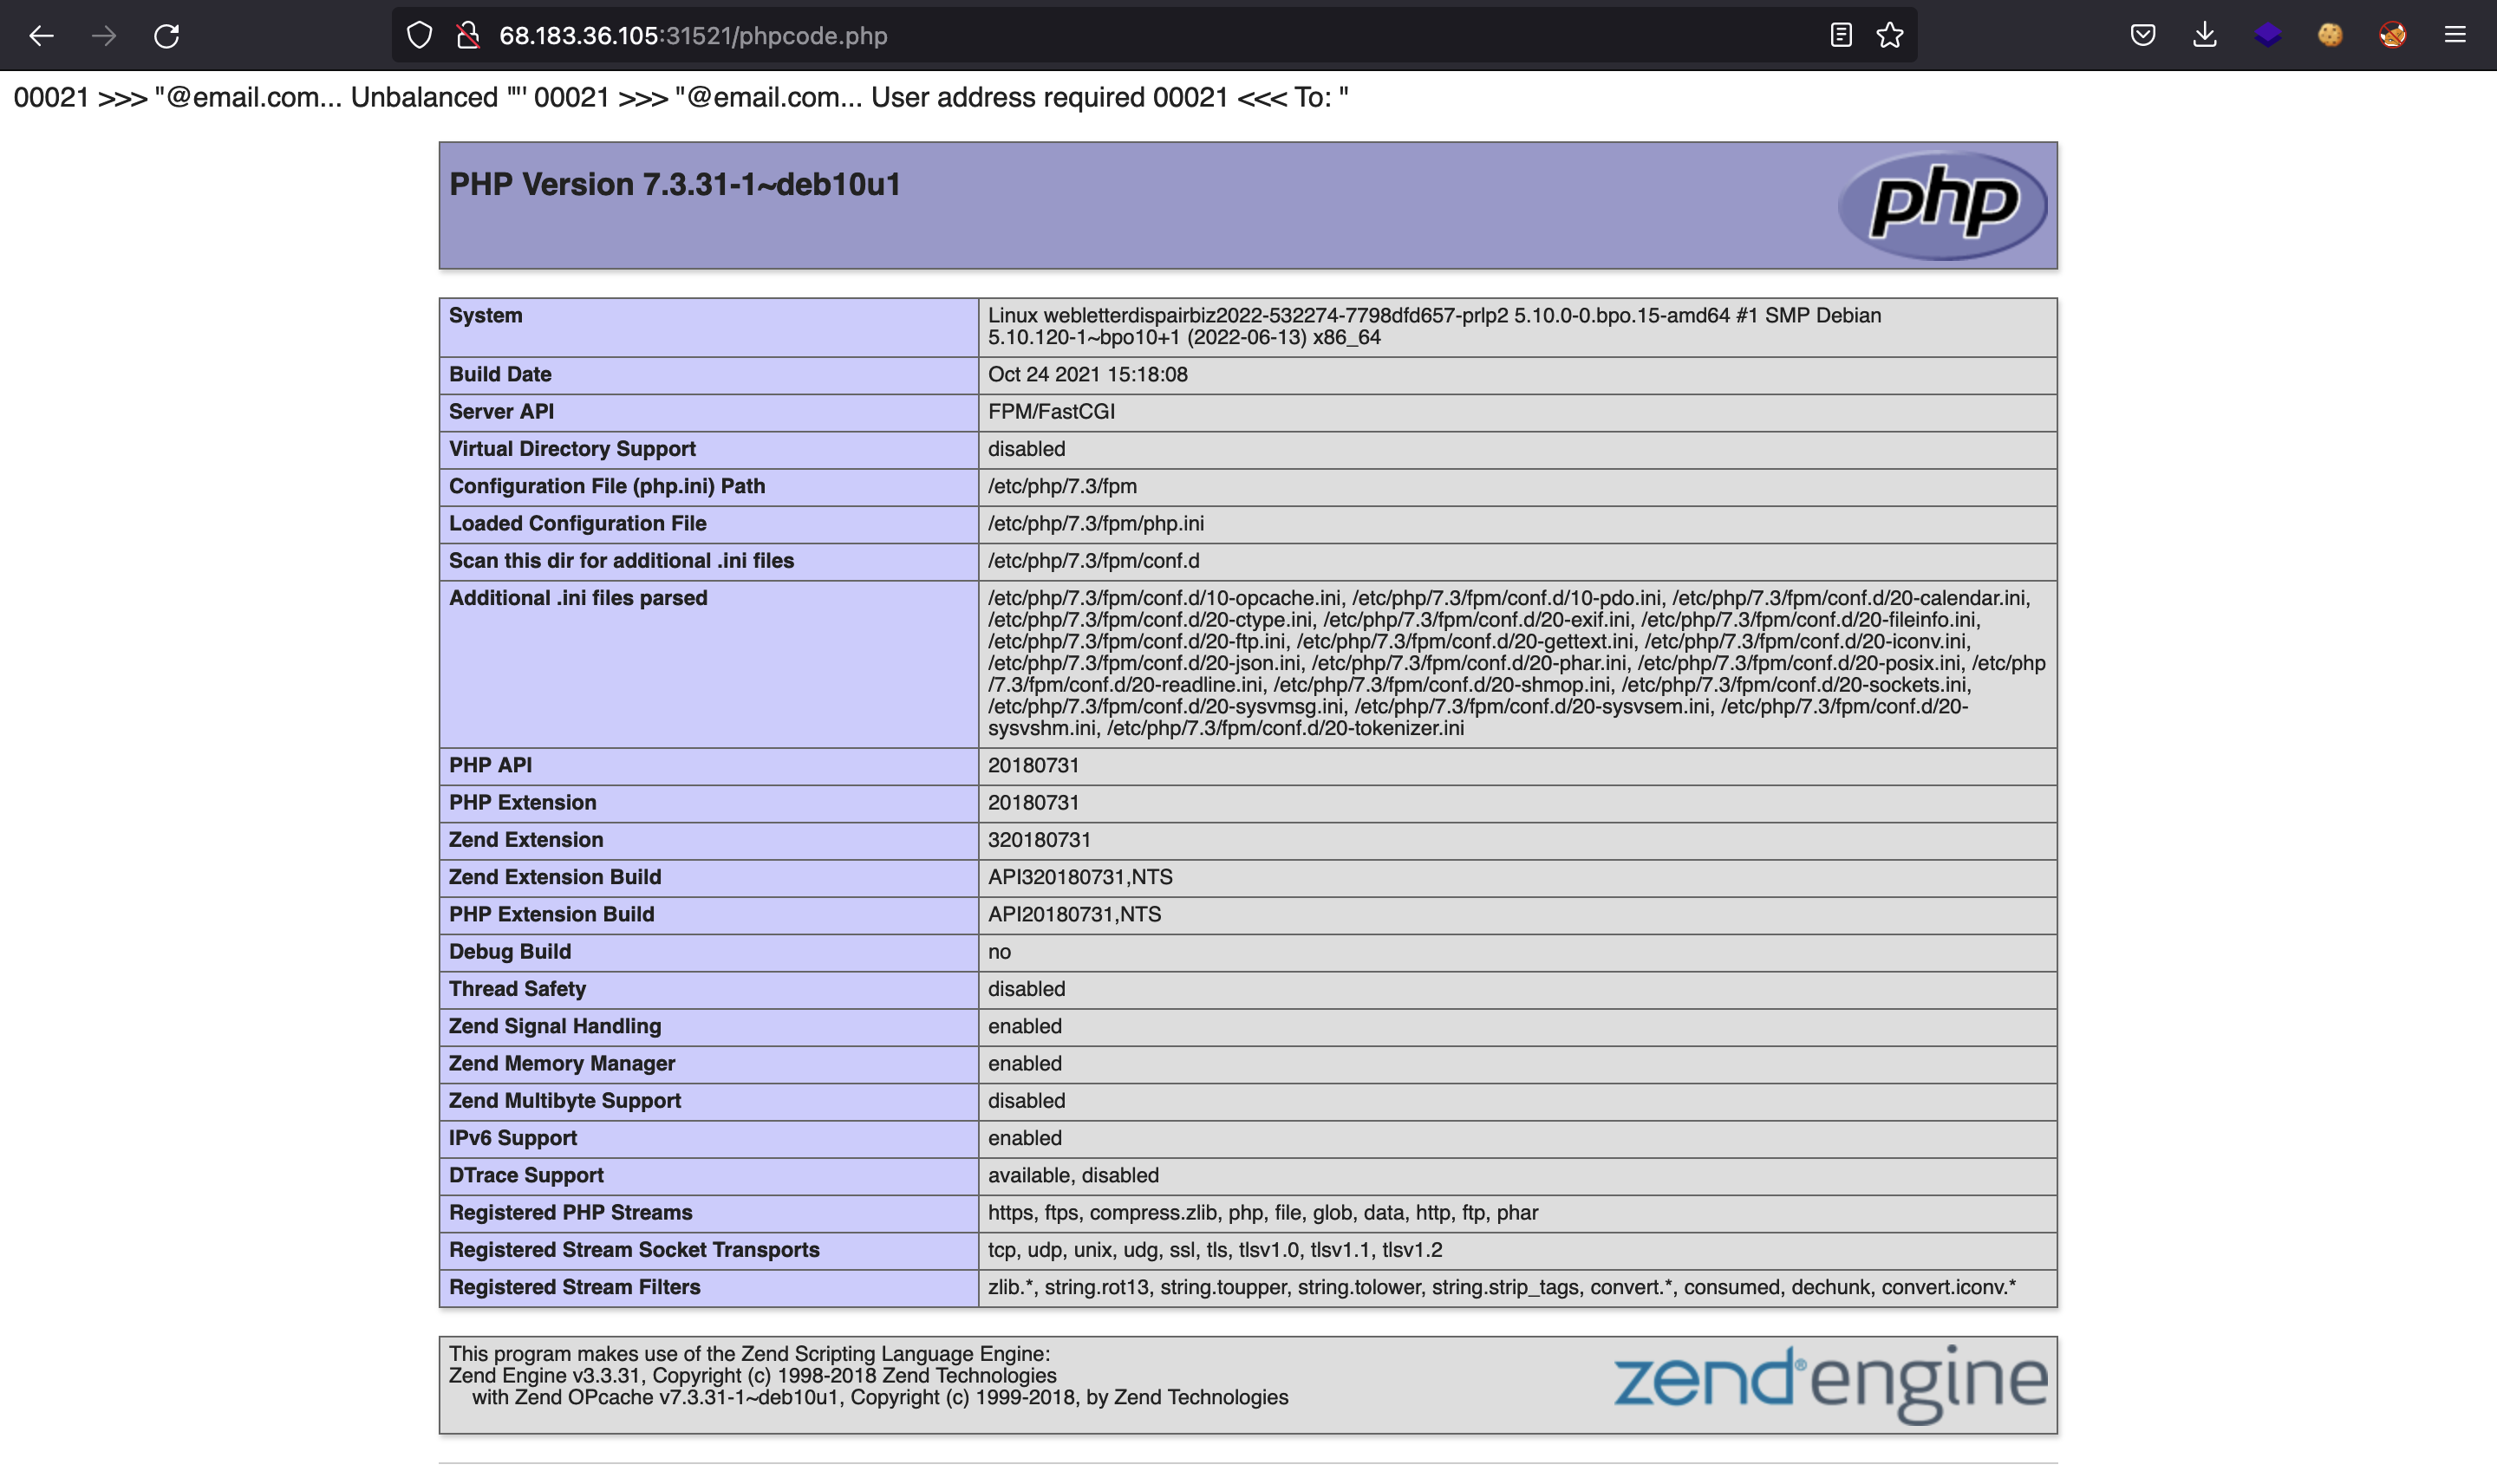 68.183.36.105:31521/phpcode.php
00021 >>> "@email.com... Unbalanced '"' 00021 >>> "@email.com... User address required 00021 <<< To: "
PHP Version 7.3.31-1~deb10u1
php
System
Linux webletterdispairbiz2022-532274-7798dfd657-prlp2 5.10.0-0.bpo.15-amd64 #1 SMP Debian
5.10.120-1~bpo10+1 (2022-06-13) x86_64
Build Date
Oct 24 2021 15:18:08
Server API
FPM/FastCGI
Virtual Directory Support
disabled
Configuration File (php.ini) Path
/etc/php/7.3/fpm
Loaded Configuration File
/etc/php/7.3/fpm/php.ini
Scan this dir for additional .ini files
/etc/php/7.3/fpm/conf.d
Additional .ini files parsed
/etc/php/7.3/fpm/conf.d/10-opcache.ini, /etc/php/7.3/fpm/conf.d/10-pdo.ini, /etc/php/7.3/fpm/conf.d/20-calendar.ini,
/etc/php/7.3/fpm/conf.d/20-ctype.ini, /etc/php/7.3/fpm/conf.d/20-exif.ini, /etc/php/7.3/fpm/conf.d/20-fileinfo.ini,
/etc/php/7.3/fpm/conf.d/20-ftp.ini, /etc/php/7.3/fpm/conf.d/20-gettext.ini, /etc/php/7.3/fpm/conf.d/20-iconv.ini,
/etc/php/7.3/fpm/conf.d/20-json.ini, /etc/php/7.3/fpm/conf.d/20-phar.ini, /etc/php/7.3/fpm/conf.d/20-posix.ini, /etc/php
/7.3/fpm/conf.d/20-readline.ini, /etc/php/7.3/fpm/conf.d/20-shmop.ini, /etc/php/7.3/fpm/conf.d/20-sockets.ini,
/etc/php/7.3/fpm/conf.d/20-sysvmsg.ini, /etc/php/7.3/fpm/conf.d/20-sysvsem.ini, /etc/php/7.3/fpm/conf.d/20-
sysvshm.ini, /etc/php/7.3/fpm/conf.d/20-tokenizer.ini
PHP API
20180731
PHP Extension
20180731
Zend Extension
320180731
Zend Extension Build
API320180731,NTS
PHP Extension Build
API20180731,NTS
Debug Build
no
Thread Safety
disabled
Zend Signal Handling
enabled
Zend Memory Manager
enabled
Zend Multibyte Support
disabled
IPv6 Support
enabled
DTrace Support
available, disabled
Registered PHP Streams
https, ftps, compress.zlib, php, file, glob, data, http, ftp, phar
Registered Stream Socket Transports
tcp, udp, unix, udg, ssl, tls, tlsv1.0, tlsv1.1, tlsv1.2
Registered Stream Filters
zlib.*, string.rot13, string.toupper, string.tolower, string.strip_tags, convert.*, consumed, dechunk, convert.iconv.*
This program makes use of the Zend Scripting Language Engine:
Zend Engine v3.3.31, Copyright (c) 1998-2018 Zend Technologies
with Zend OPcache v7.3.31-1~deb10u1, Copyright (c) 1999-2018, by Zend Technologies
zend®engine